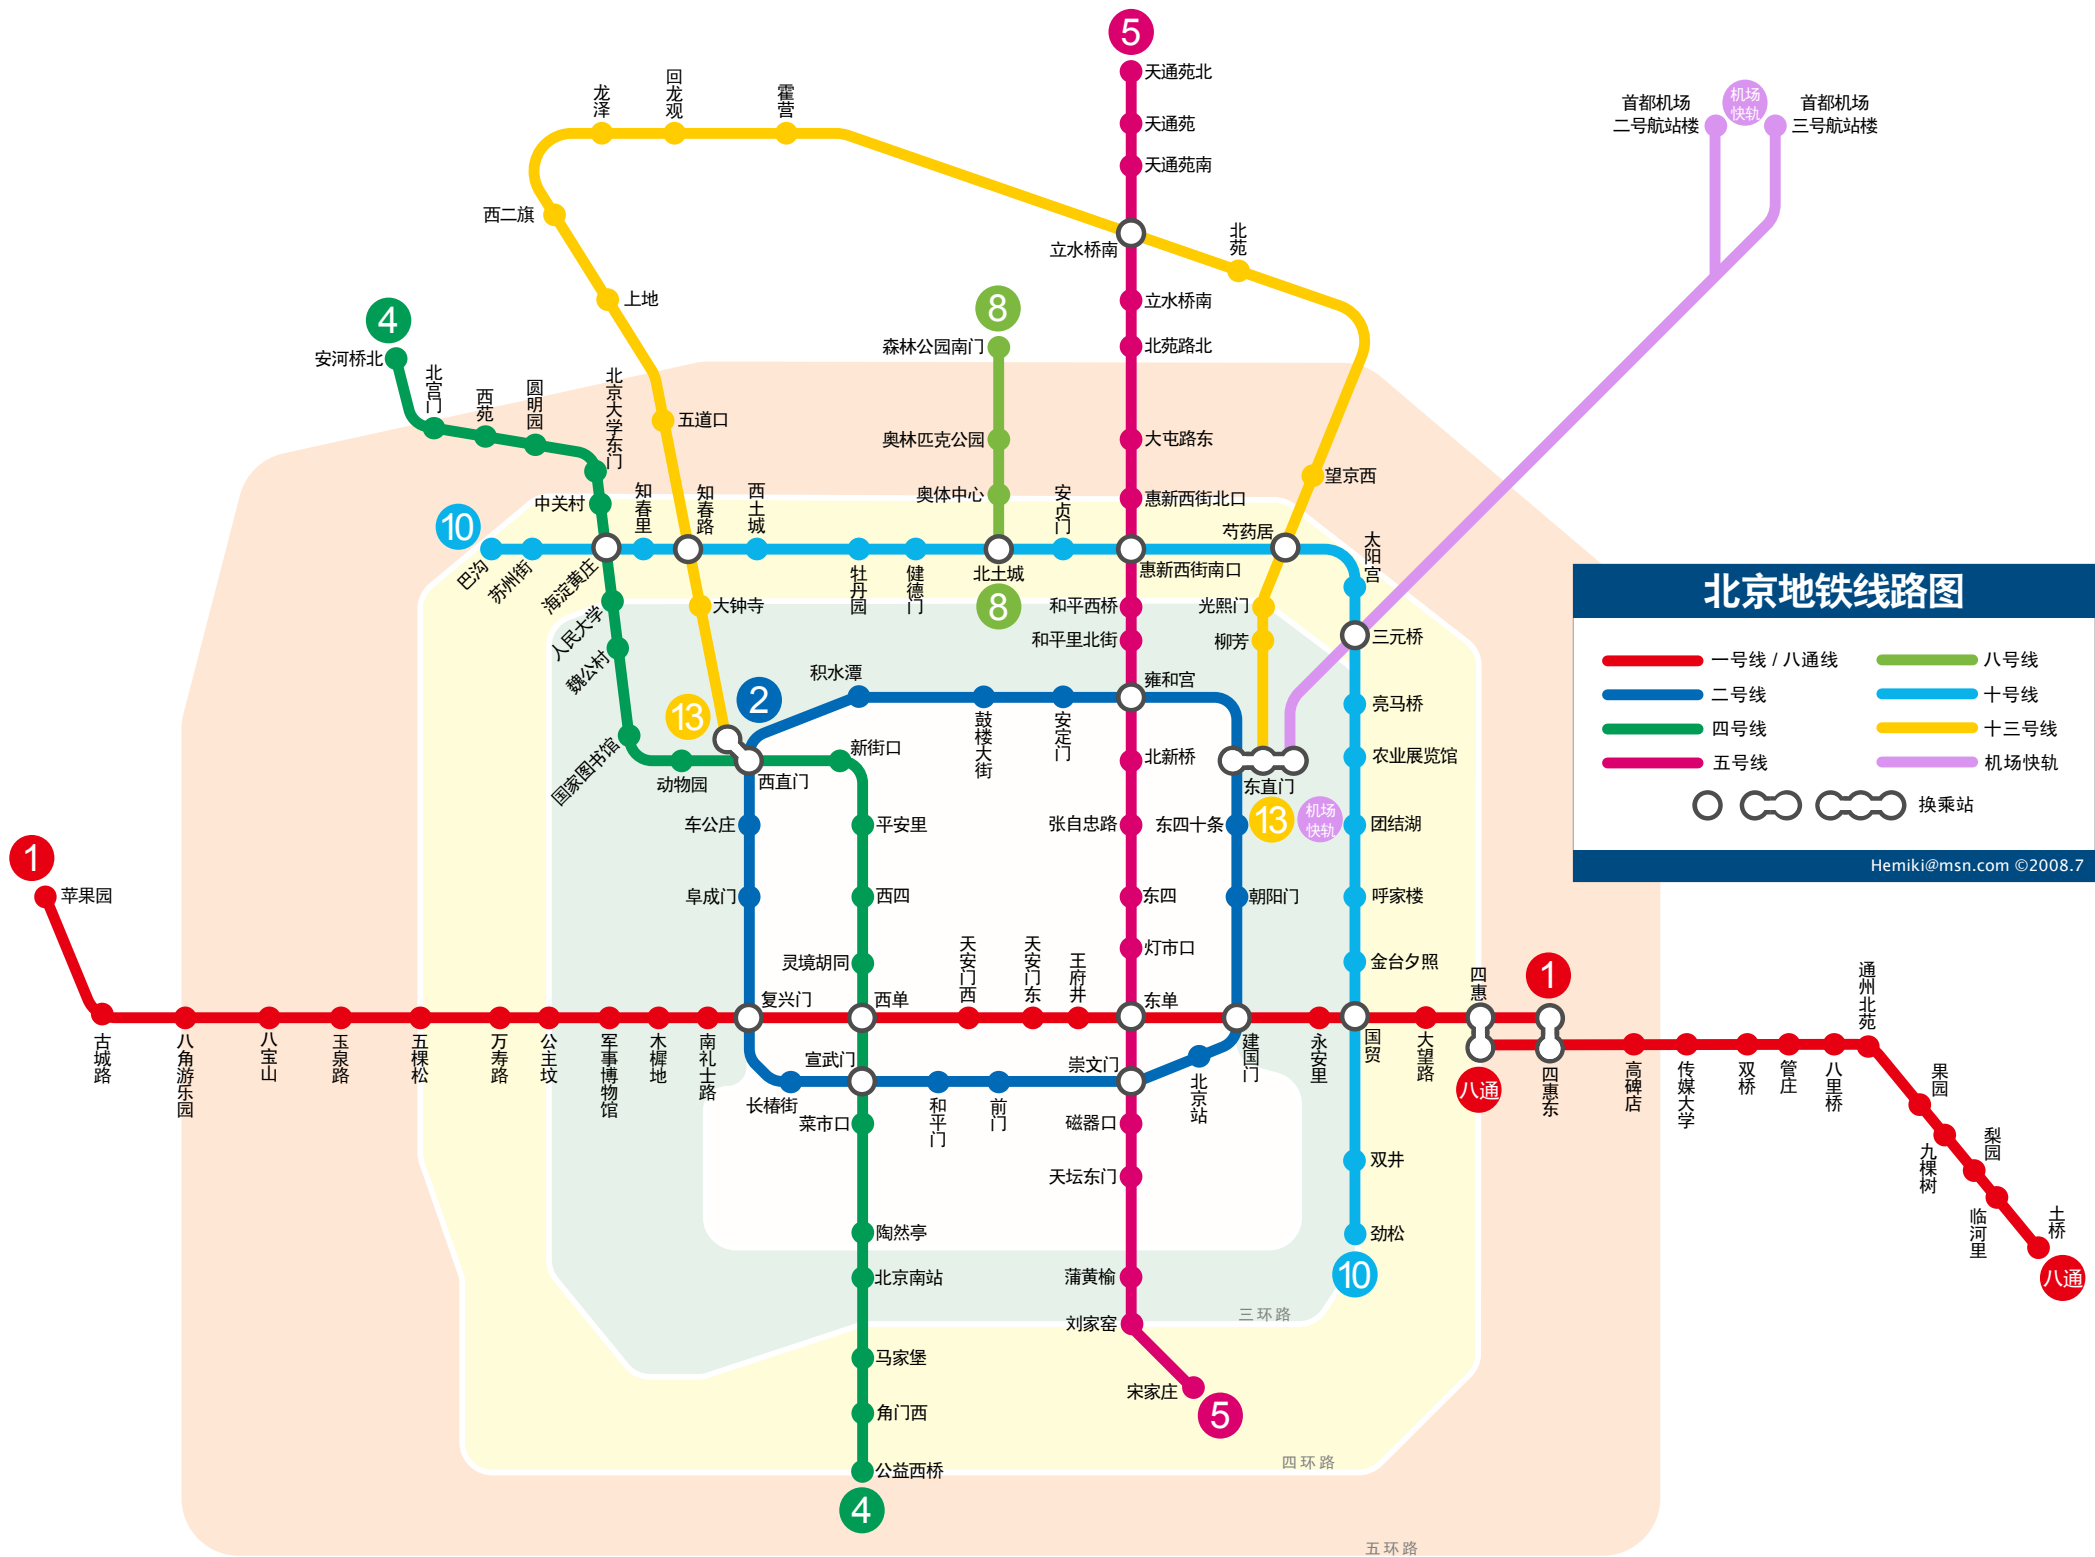 5
天通苑北
天通苑
天通苑南
立水桥南
立水桥南
北苑路北
大屯路东
惠新西街北口
惠新西街南口
和平西桥
和平里北街
雍和宫
北新桥
张自忠路
东四
灯市口
东单
崇文门
磁器口
天坛东门
蒲黄榆
刘家窑
宋家庄
5
首都机场
二号航站楼
机场
快轨
首都机场
三号航站楼
龙泽
回龙观
霍营
西二旗
上地
五道口
知春路
大钟寺
13
北苑
望京西
芍药居
光熙门
柳芳
东直门
13
机场
快轨
4
安河桥北
北宫门
西苑
圆明园
北京大学东门
中关村
海淀黄庄
人民大学
魏公村
国家图书馆
动物园
西直门
新街口
平安里
西四
灵境胡同
西单
宣武门
菜市口
陶然亭
北京南站
马家堡
角门西
公益西桥
4
8
森林公园南门
奥林匹克公园
奥体中心
北土城
8
10
巴沟
苏州街
知春里
西土城
牡丹园
健德门
安贞门
太阳宫
三元桥
亮马桥
农业展览馆
团结湖
呼家楼
金台夕照
国贸
双井
劲松
10
2
积水潭
鼓楼大街
安定门
东四十条
朝阳门
建国门
北京站
前门
和平门
长椿街
复兴门
阜成门
车公庄
1
苹果园
古城路
八角游乐园
八宝山
玉泉路
五棵松
万寿路
公主坟
军事博物馆
木樨地
南礼士路
天安门西
天安门东
王府井
永安里
大望路
四惠
1
八通
四惠东
高碑店
传媒大学
双桥
管庄
八里桥
通州北苑
果园
九棵树
梨园
临河里
土桥
八通
三环路
四环路
五环路
北京地铁线路图
一号线 / 八通线
八号线
二号线
十号线
四号线
十三号线
五号线
机场快轨
换乘站
Hemiki@msn.com ©2008.7